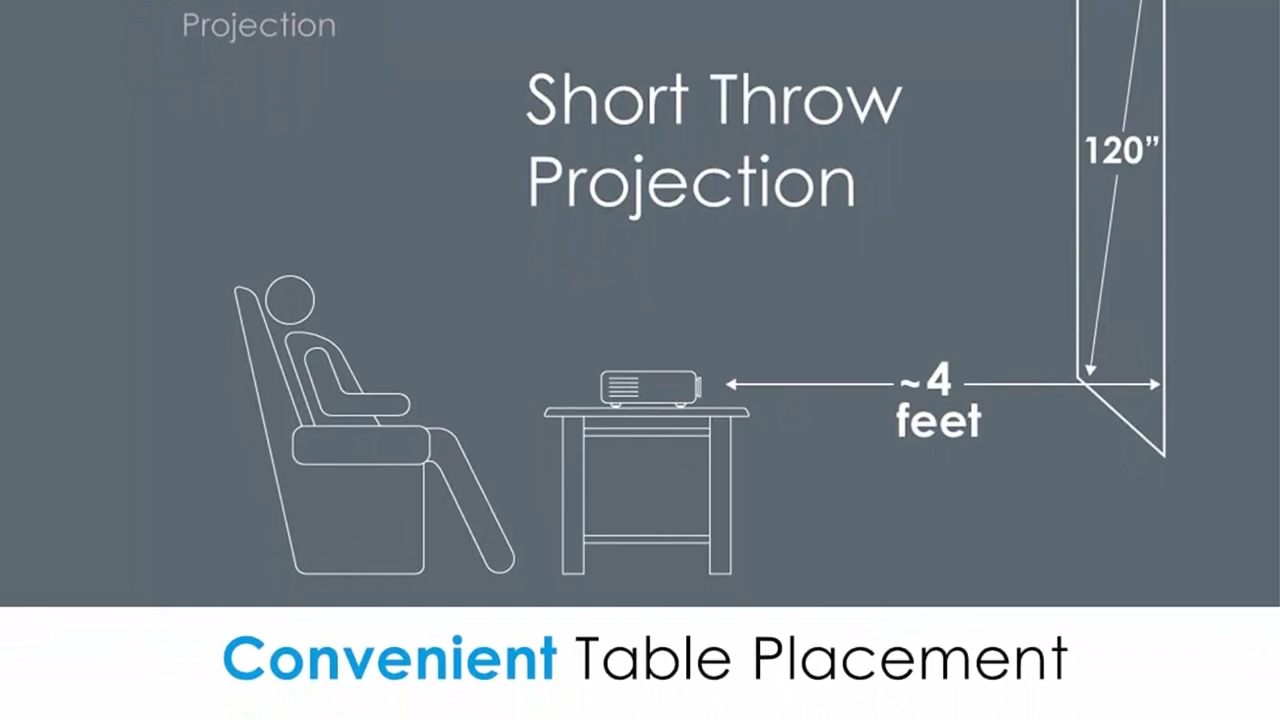 Projection
Short Throw
Projection
120”
~4
feet
Convenient Table Placement